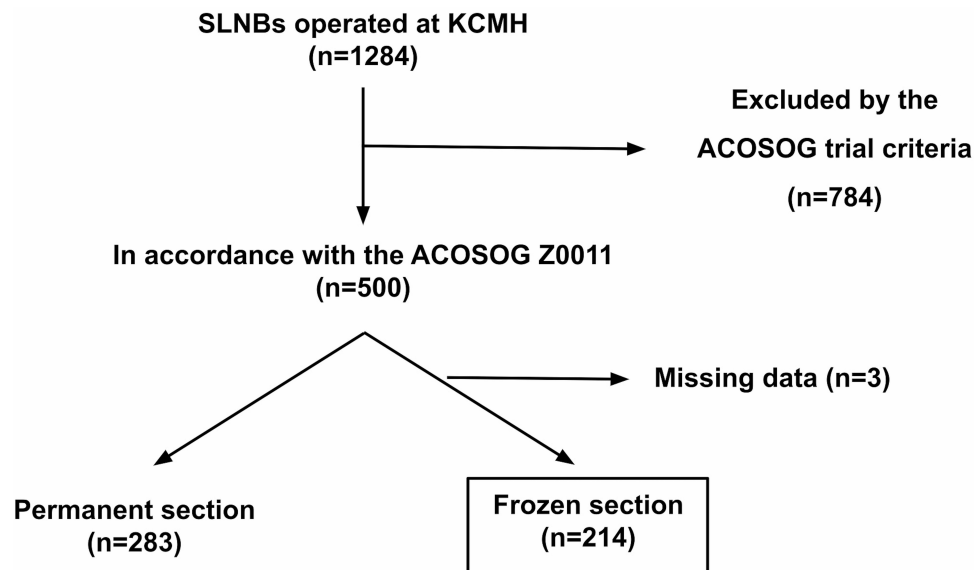 SLNBs operated at KCMH
(n=1284)
Excluded by the
ACOSOG trial criteria
(n=784)
In accordance with the ACOSOG Z0011
(n=500)
Missing data (n=3)
Permanent section
(n=283)
Frozen section
(n=214)